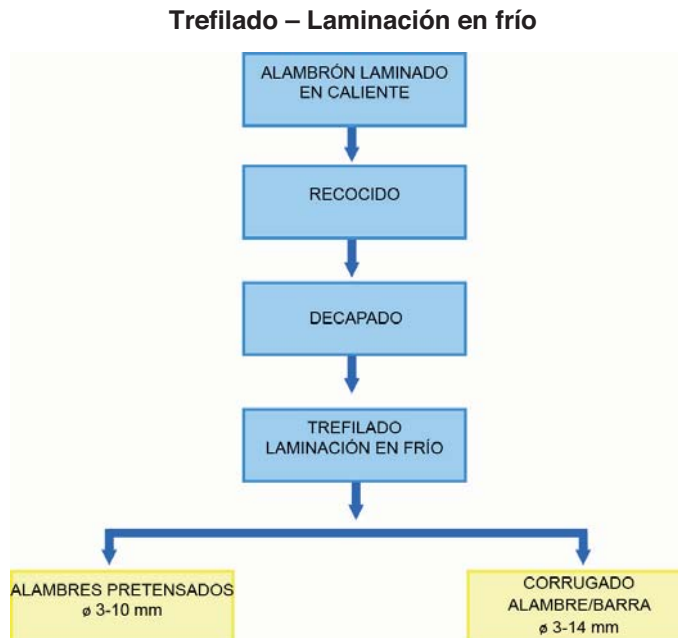 Trefilado – Laminación en frío
ALAMBRÓN LAMINADO
EN CALIENTE
RECOCIDO
DECAPADO
TREFILADO
LAMINACIÓN EN FRÍO
ALAMBRES PRETENSADOS
ø 3-10 mm
CORRUGADO
ALAMBRE/BARRA
ø 3-14 mm